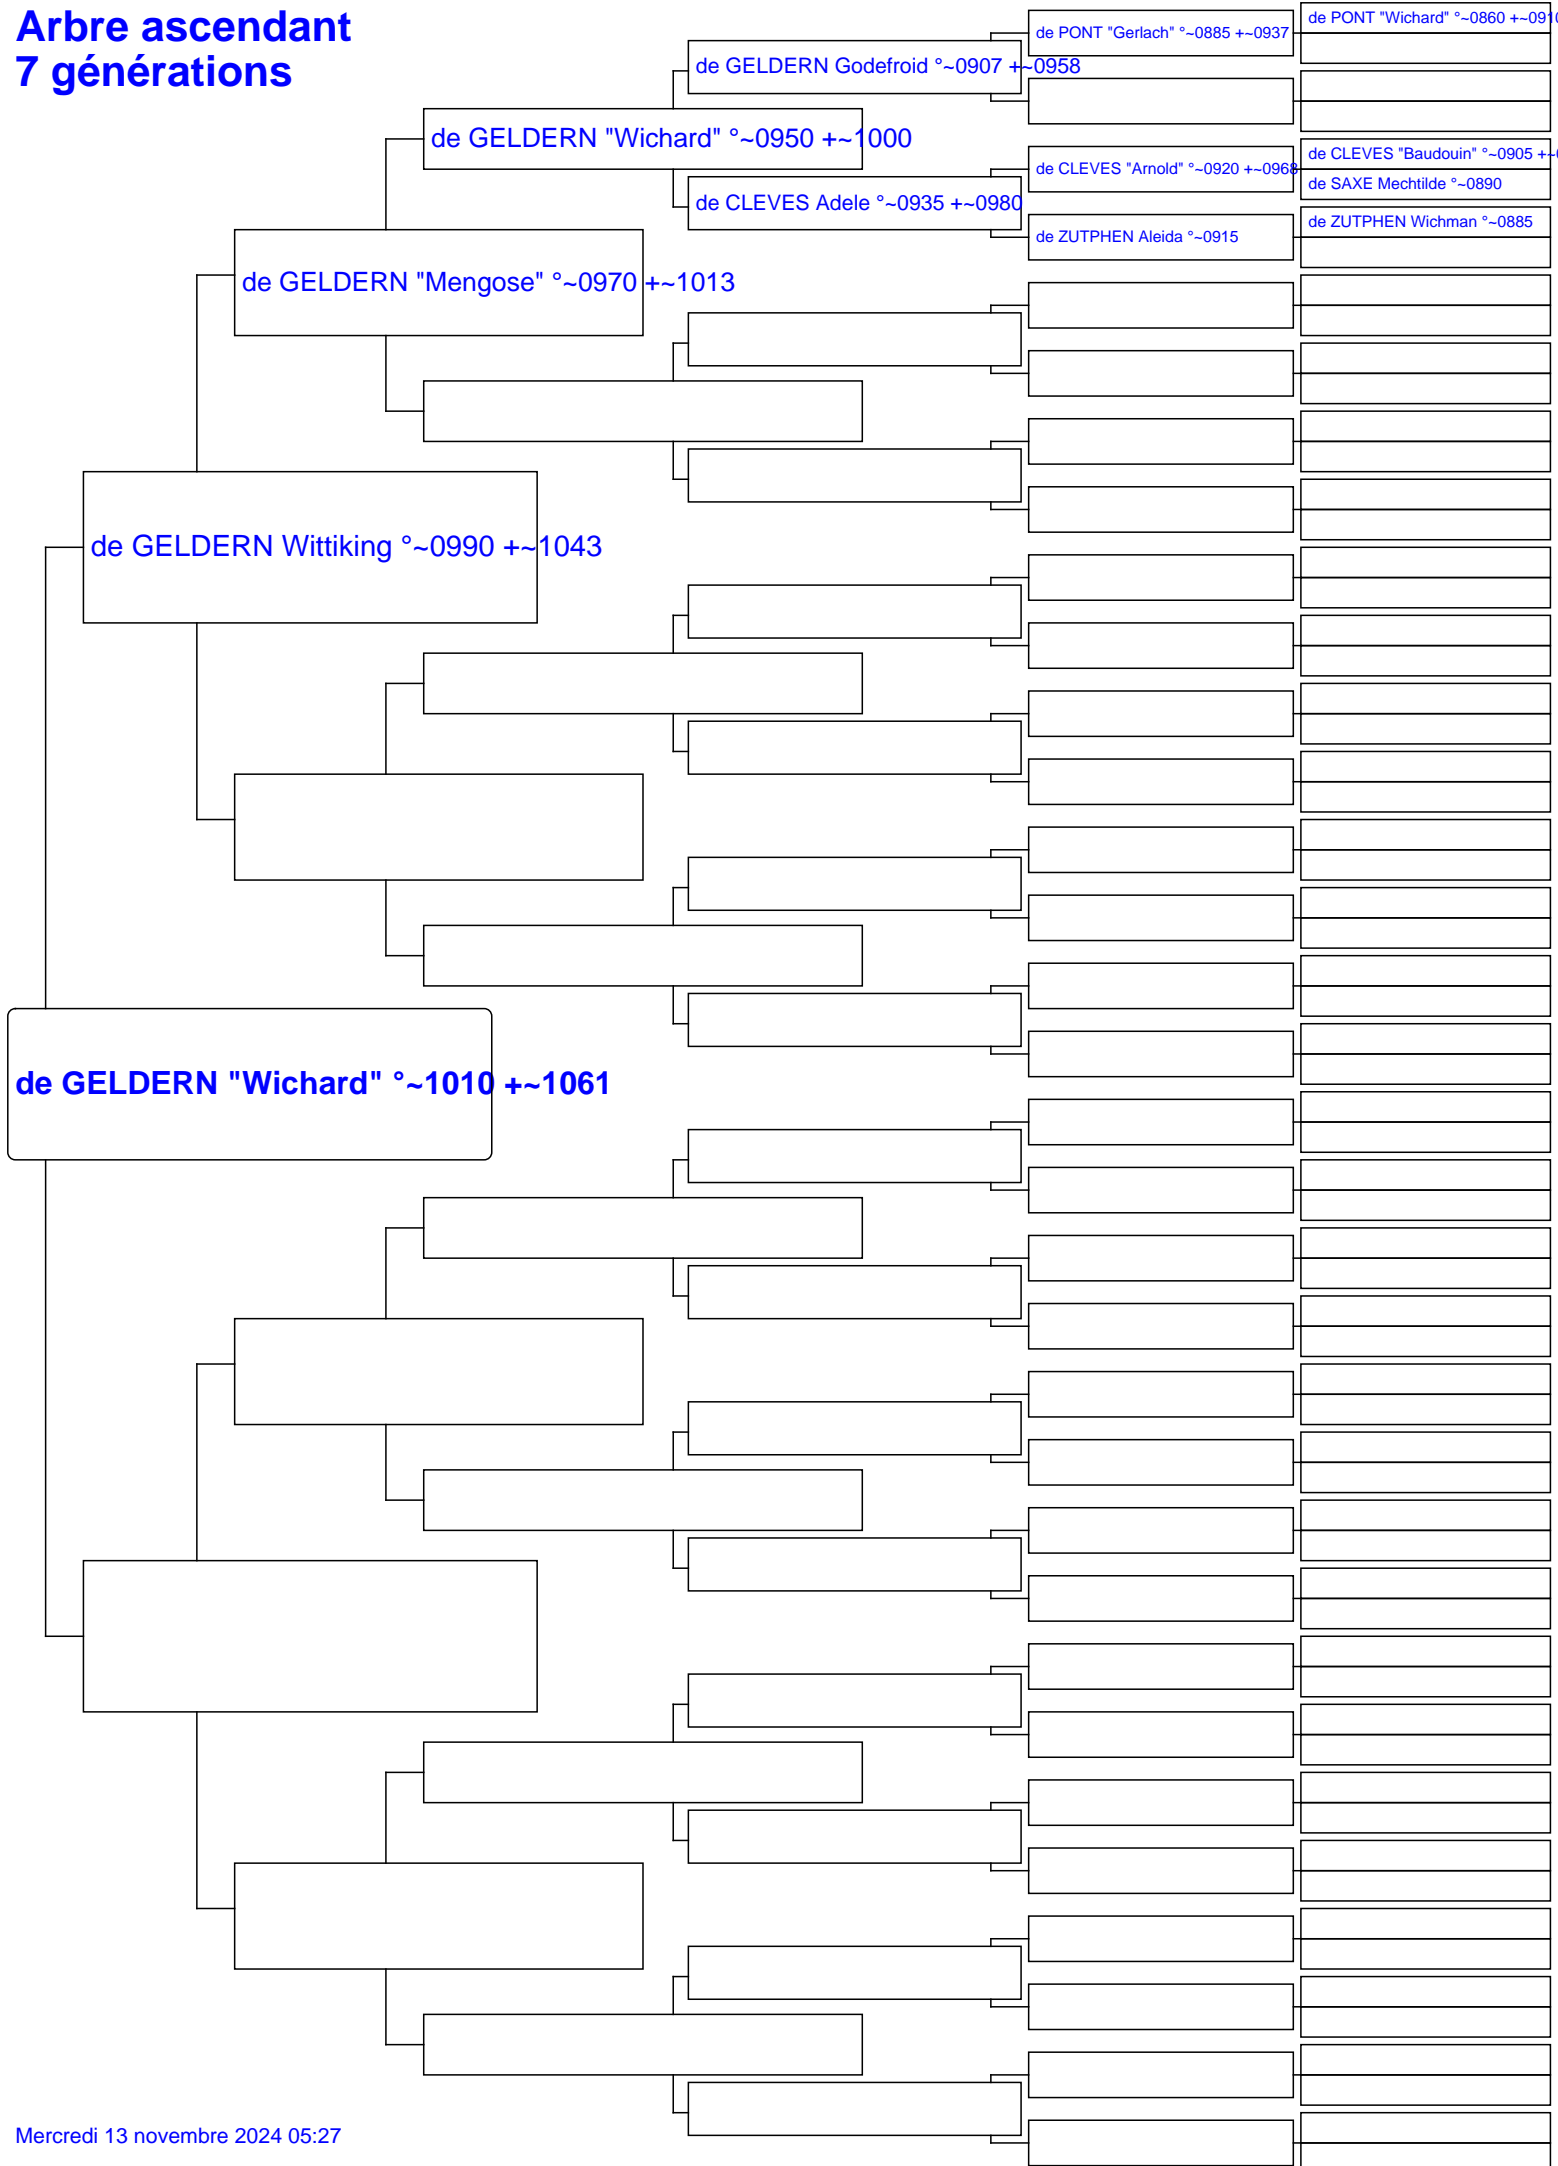 Arbre ascendant
7 générations
de PONT "Wichard" °~0860 +~0910
de PONT "Gerlach" °~0885 +~0937
de GELDERN Godefroid °~0907 +~0958
de GELDERN "Wichard" °~0950 +~1000
de CLEVES "Baudouin" °~0905 +~
de CLEVES "Arnold" °~0920 +~0968
de SAXE Mechtilde °~0890
de CLEVES Adele °~0935 +~0980
de ZUTPHEN Wichman °~0885
de ZUTPHEN Aleida °~0915
de GELDERN "Mengose" °~0970 +~1013
de GELDERN Wittiking °~0990 +~1043
de GELDERN "Wichard" °~1010 +~1061
Mercredi 13 novembre 2024 05:27